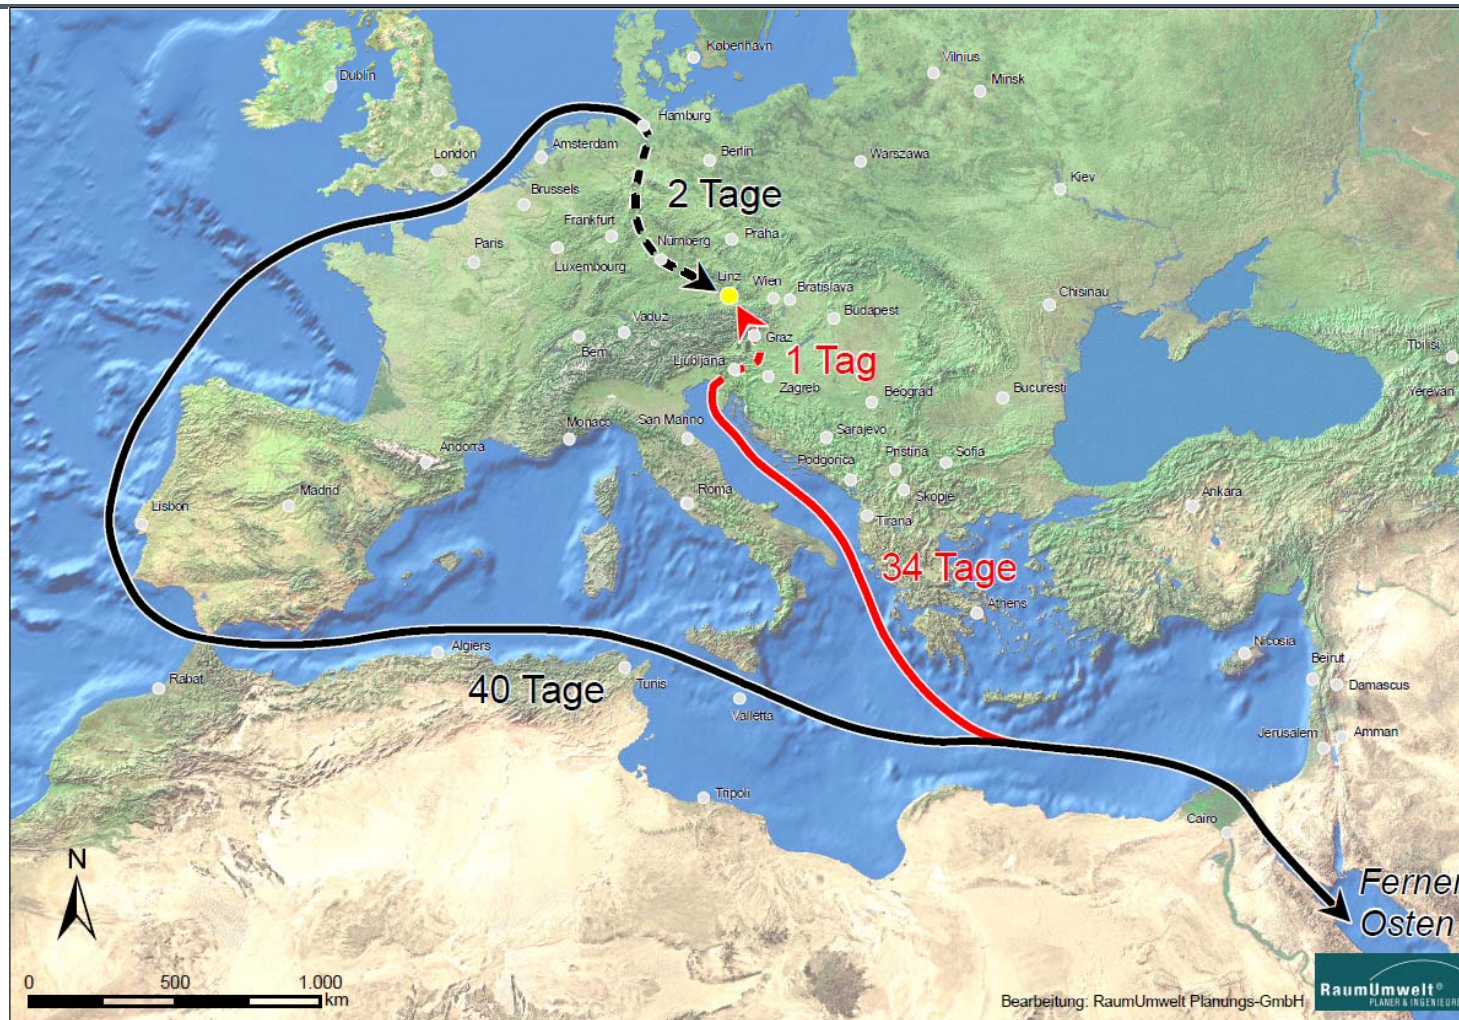 København
Vilnius
Minsk
Dublin
Hamburg
Amsterdam
Berlin
Warszawa
London
Kiev
Brussels
2 Tage
Frankfurt
Paris
Nürnberg
Praha
Luxembourg
Linz
Wien
Bratislava
Chisinau
Budapest
Vaduz
Graz
Bern
Tbilisi
Ljubljana
1 Tag
Zagreb
Beograd
Bucuresti
Yerevan
Monaco
San Marino
Sarajevo
Andorra
Podgorica
Pristina
Sofia
Madrid
Roma
Skopje
Ankara
Lisbon
Tirana
34 Tage
Athens
Algiers
Nicosia
Beirut
Rabat
40 Tage
Tunis
Damascus
Valletta
Jerusalem
Amman
Tripoli
Cairo
N
Ferner
Osten
0 500 1.000
km
Bearbeitung: RaumUmwelt Planungs-GmbH
RaumUmwelt®
PLANER & INGENIEUR